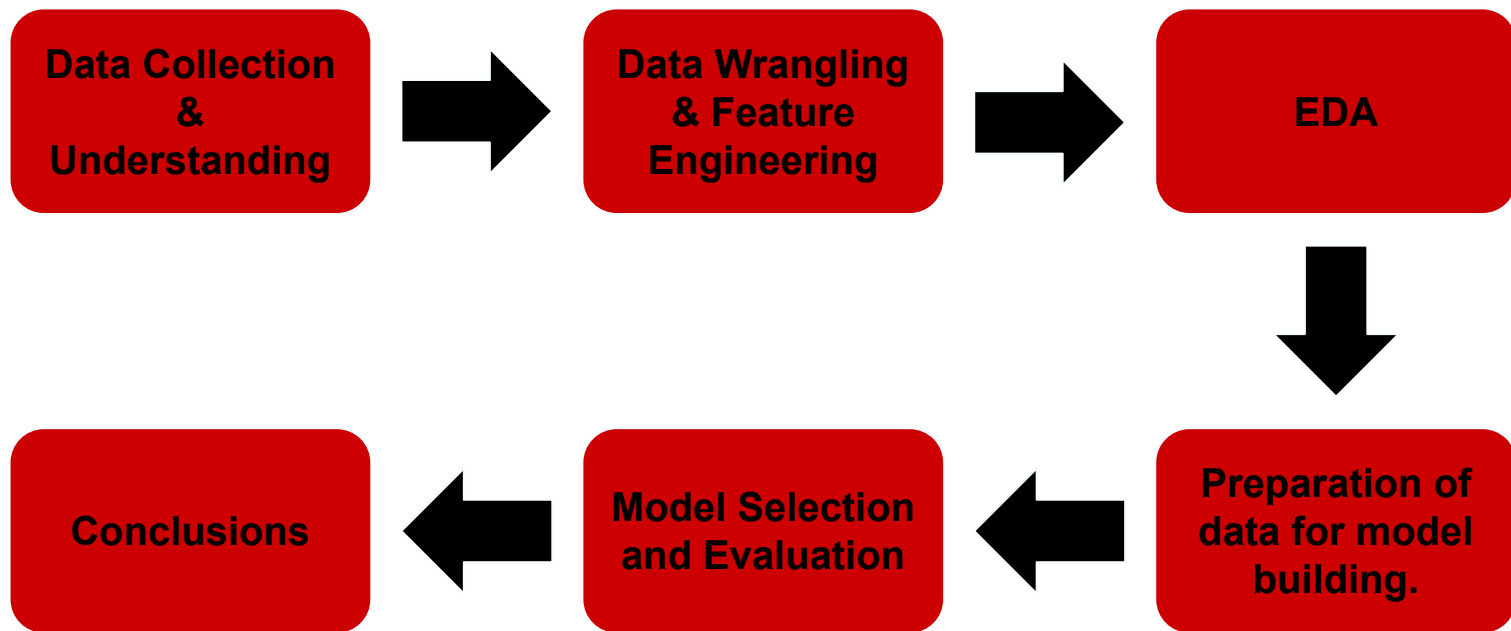 Data Collection
&
Understanding
Data Wrangling
& Feature
Engineering
EDA
Preparation of
data for model
building.
Model Selection
and Evaluation
Conclusions